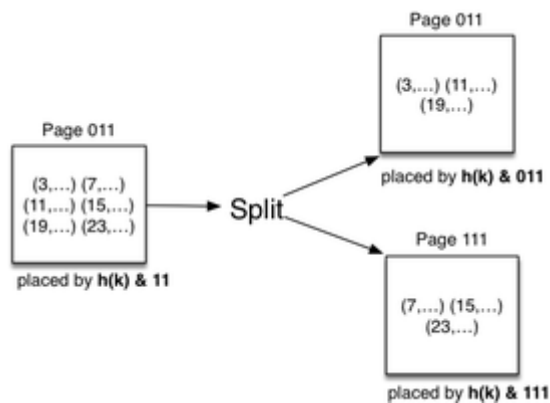 Page 011
(3,...) (7,...)
(11,...) (15,...)
(19,...) (23,...)
placed by h(k) & 11
Split
Page 011
(3,...) (11,...)
(19,...)
placed by h(k) & 011
Page 111
(7,...) (15,...)
(23,...)
placed by h(k) & 111